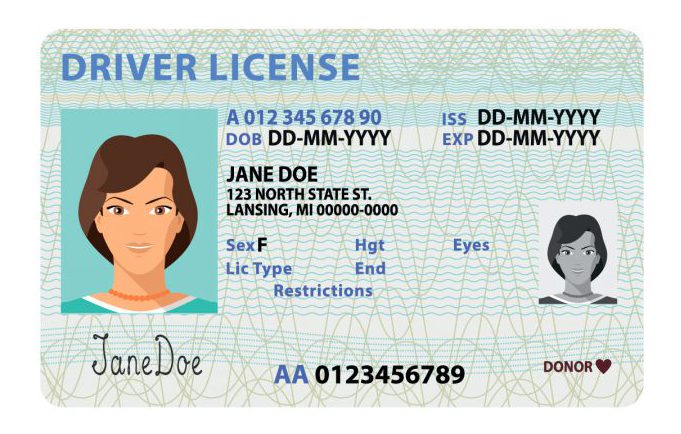 DRIVER LICENSE
A 012 345 678 90 ISS DD-MM-YYYY
DOB DD-MM-YYYY EXP DD-MM-YYYY
JANE DOE
123 NORTH STATE ST.
LANSING, MI 00000-0000
Sex F Hgt Eyes
Lic Type End
Restrictions
JaneDoe
AA 0123456789
DONOR